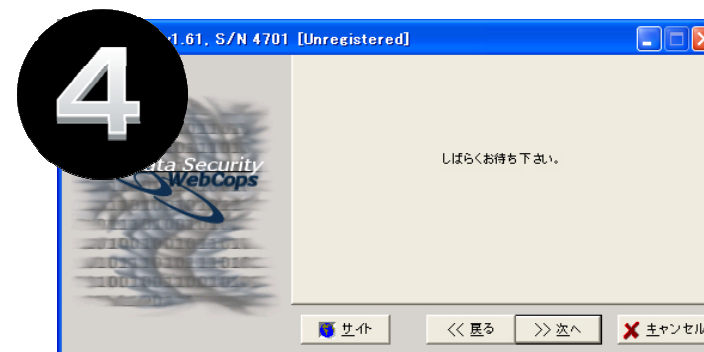 4
v1.61, S/N 4701 [Unregistered]
しばらくお待ち下さい。
Data Security
WebCops
サイト
<< 戻る
>> 次へ
キャンセル